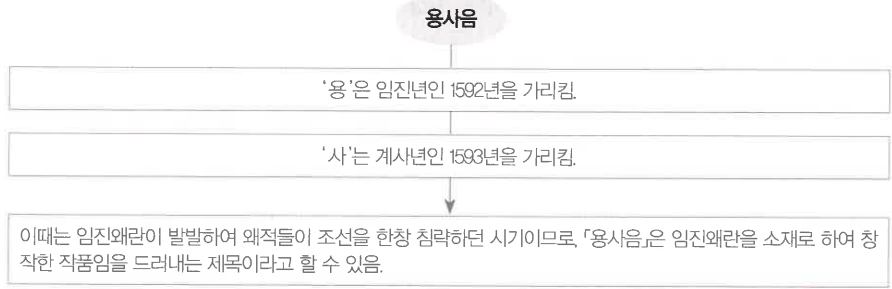 용사음
'용'은 임진년인 1592년을 가리킴.
'사'는 계사년인 1593년을 가리킴.
이때는 임진왜란이 발발하여 왜적들이 조선을 한창 침략하던 시기이므로, 「용사음」은 임진왜란을 소재로 하여 창
작한 작품임을 드러내는 제목이라고 할 수 있음.